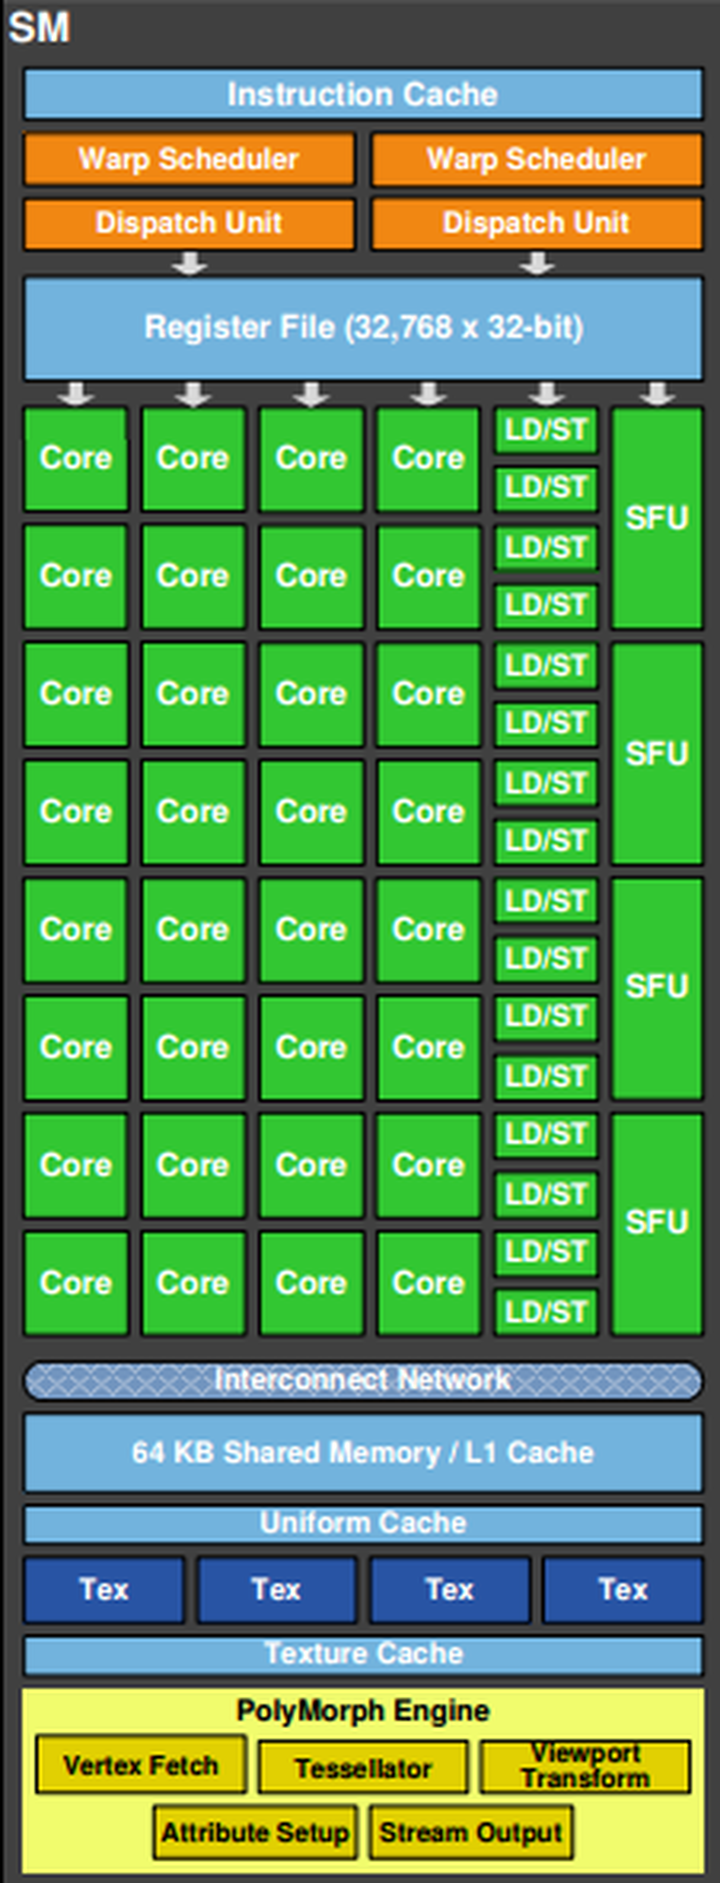 SM
Instruction Cache
Warp Scheduler Warp Scheduler
Dispatch Unit Dispatch Unit
Register File (32,768 x 32-bit)
Core Core Core Core LD/ST
LD/ST
SFU
Core Core Core Core LD/ST
LD/ST
Core Core Core Core LD/ST
LD/ST
SFU
Core Core Core Core LD/ST
LD/ST
Core Core Core Core LD/ST
LD/ST
SFU
Core Core Core Core LD/ST
LD/ST
Core Core Core Core LD/ST
LD/ST
SFU
Core Core Core Core LD/ST
LD/ST
Interconnect Network
64 KB Shared Memory / L1 Cache
Uniform Cache
Tex Tex Tex Tex
Texture Cache
PolyMorph Engine
Vertex Fetch Tessellator Viewport
Transform
Attribute Setup Stream Output